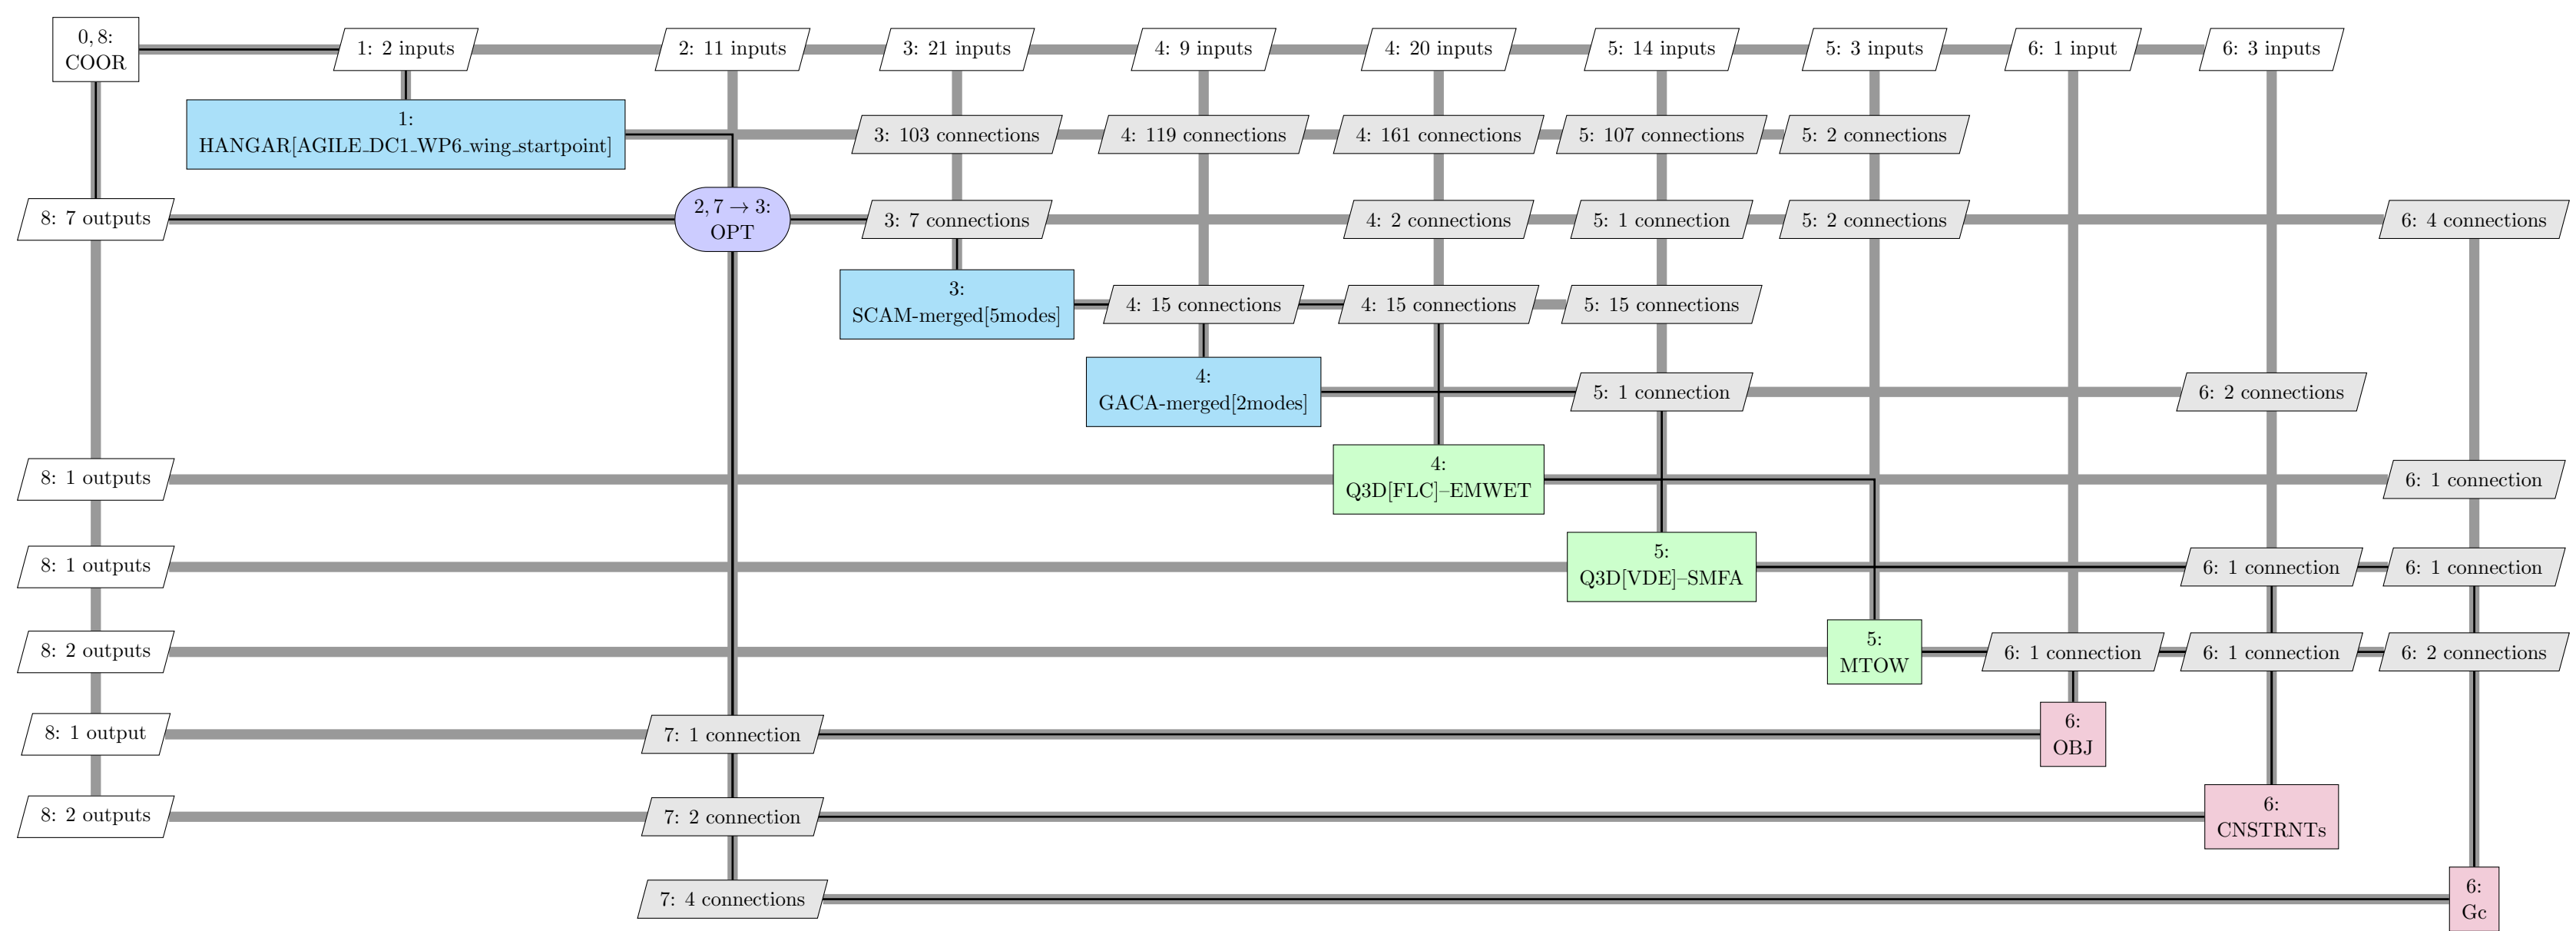 0, 8:
COOR
1: 2 inputs
2: 11 inputs
3: 21 inputs
4: 9 inputs
4: 20 inputs
5: 14 inputs
5: 3 inputs
6: 1 input
6: 3 inputs
1:
HANGAR[AGILE_DC1_WP6_wing_startpoint]
3: 103 connections
4: 119 connections
4: 161 connections
5: 107 connections
5: 2 connections
8: 7 outputs
2, 7 → 3:
OPT
3: 7 connections
4: 2 connections
5: 1 connection
5: 2 connections
6: 4 connections
3:
SCAM-merged[5modes]
4: 15 connections
4: 15 connections
5: 15 connections
4:
GACA-merged[2modes]
5: 1 connection
6: 2 connections
8: 1 outputs
4:
Q3D[FLC]–EMWET
6: 1 connection
8: 1 outputs
5:
Q3D[VDE]–SMFA
6: 1 connection
6: 1 connection
8: 2 outputs
5:
MTOW
6: 1 connection
6: 1 connection
6: 2 connections
8: 1 output
7: 1 connection
6:
OBJ
8: 2 outputs
7: 2 connection
6:
CNSTRNTs
7: 4 connections
6:
Gc